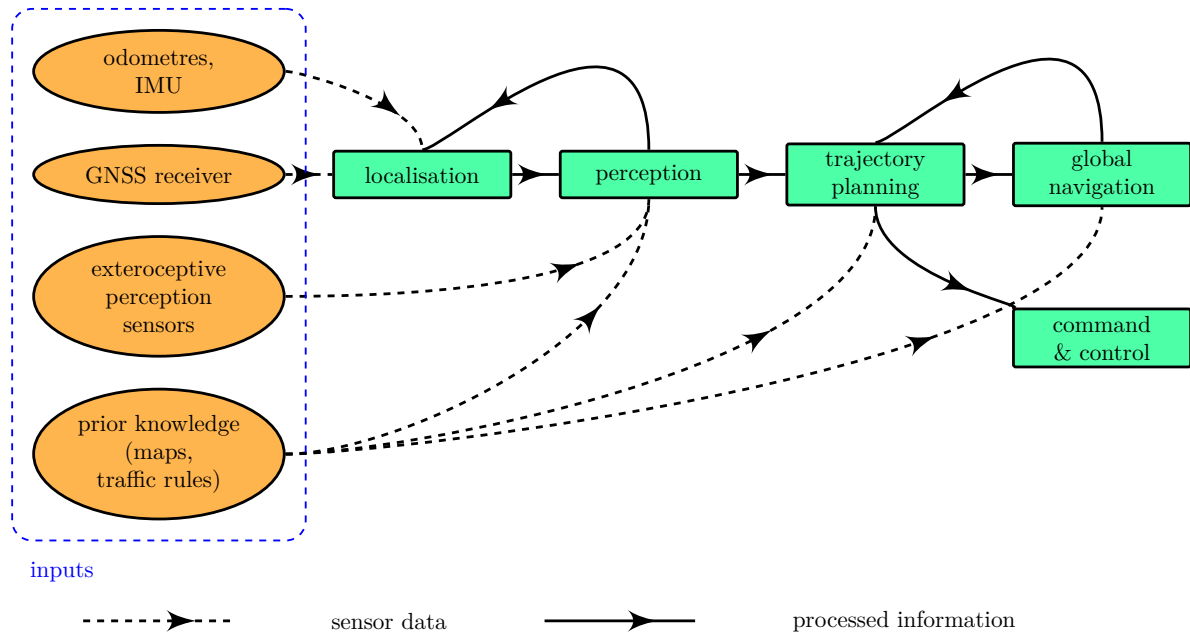 odometres,
IMU
GNSS receiver
exteroceptive
perception
sensors
prior knowledge
(maps,
traffic rules)
inputs
localisation
perception
trajectory
planning
global
navigation
command
& control
sensor data
processed information